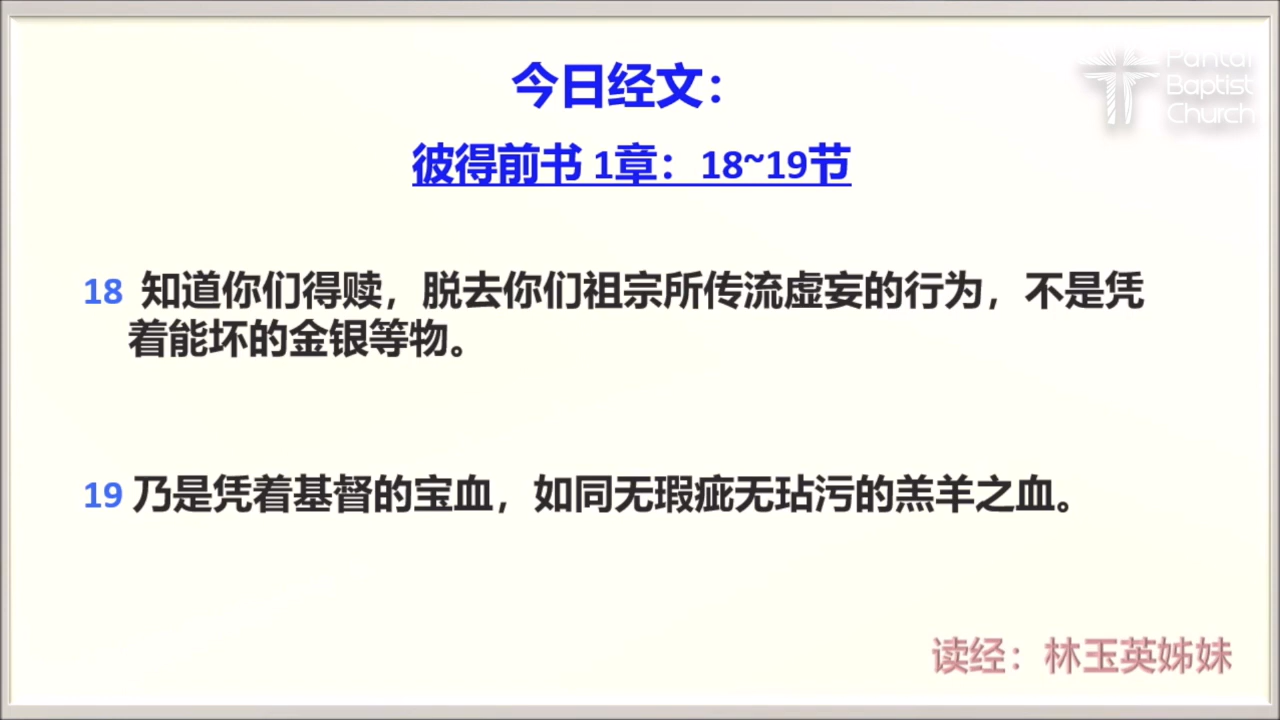 今日经文：
Pantai
Baptist
Church
彼得前书 1章：18~19节
18 知道你们得赎，脱去你们祖宗所传流虚妄的行为，不是凭
着能坏的金银等物。
19 乃是凭着基督的宝血，如同无瑕疵无玷污的羔羊之血。
读经：林玉英姊妹